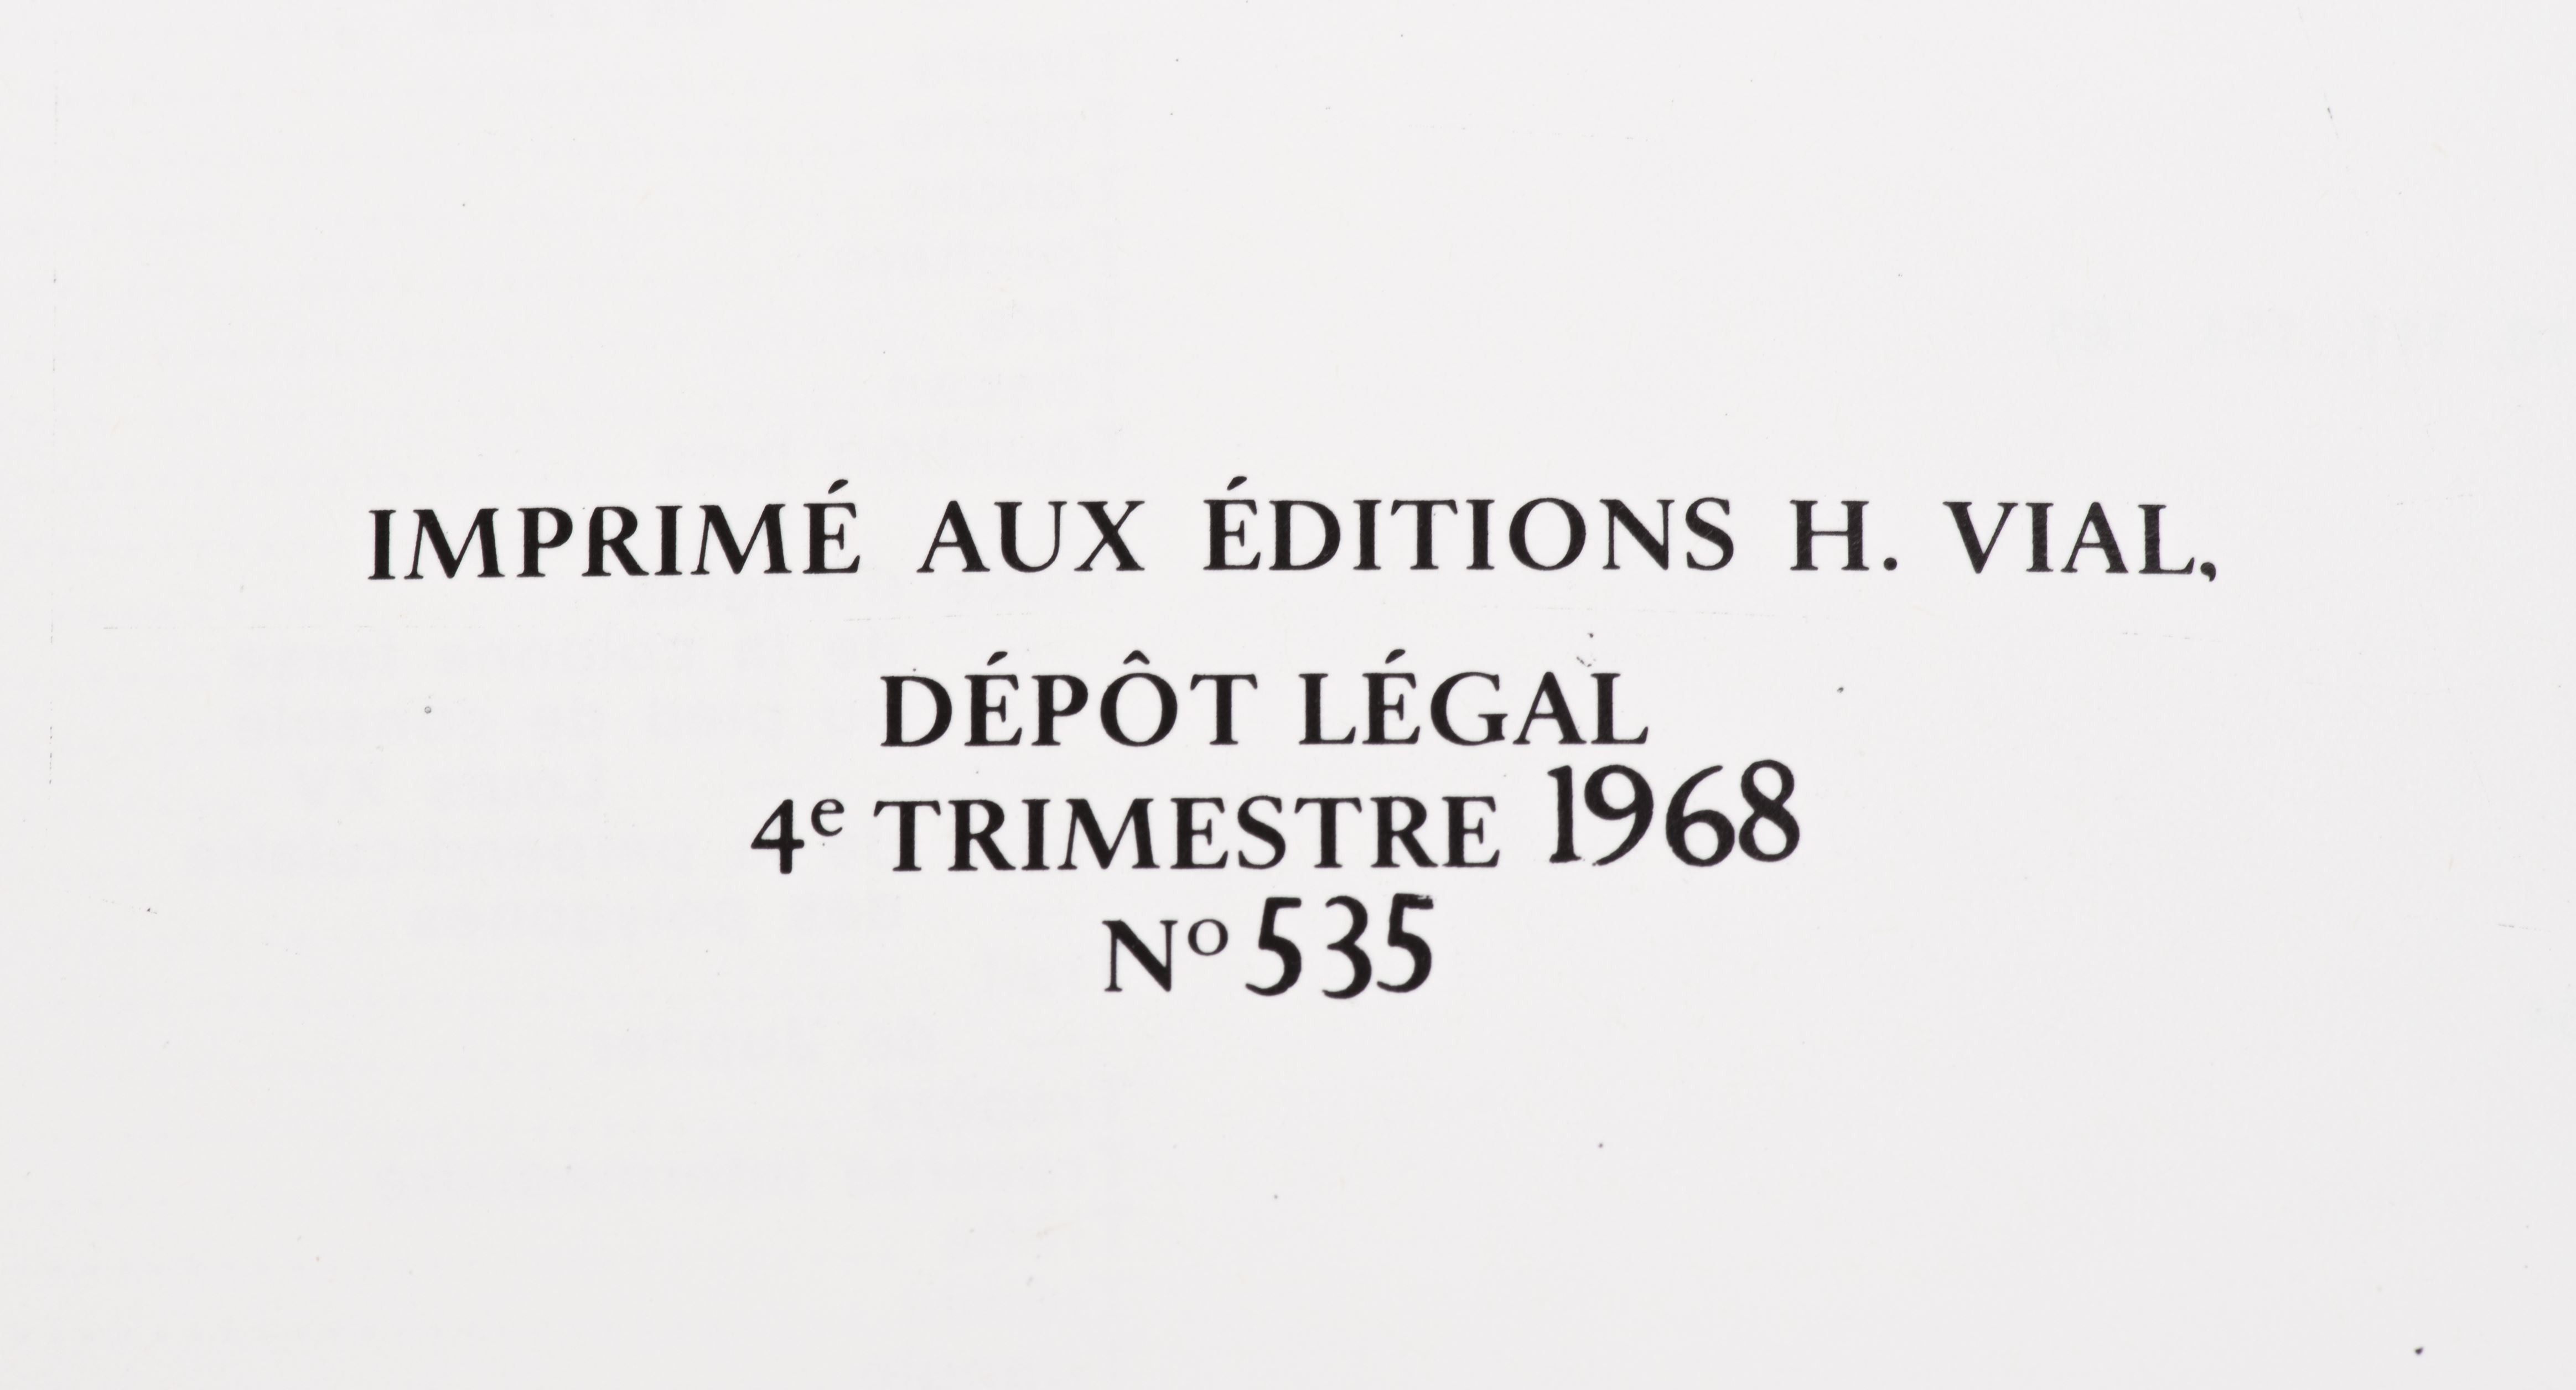 IMPRIMÉ AUX ÉDITIONS H. VIAL,
DÉPÔT LÉGAL
4e TRIMESTRE 1968
No 535